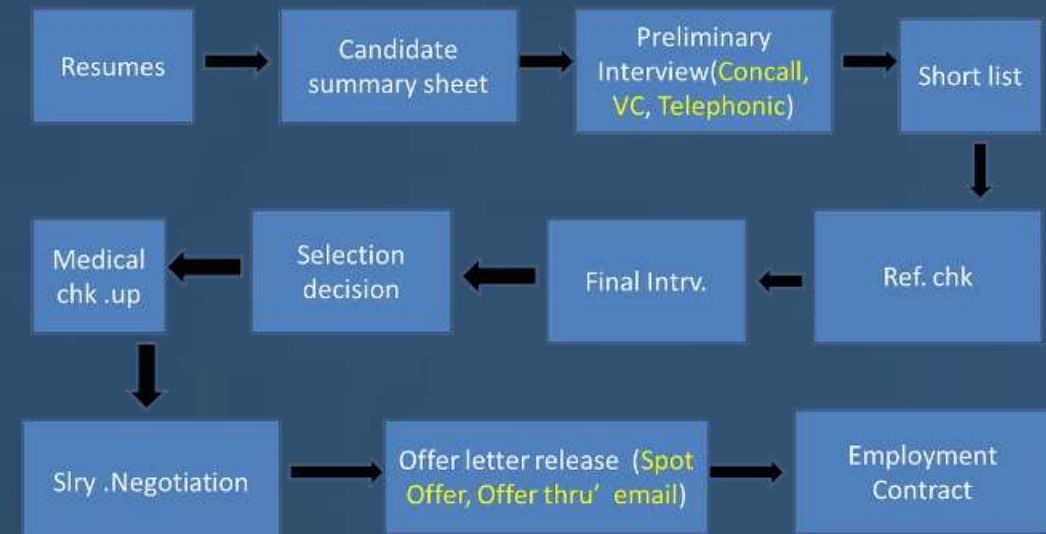 Resumes
Candidate
summary sheet
Preliminary
Interview(Concall,
VC, Telephonic)
Short list
Ref. chk
Final Intrv.
Selection
decision
Medical
chk .up
Slry .Negotiation
Offer letter release (Spot
Offer, Offer thru' email)
Employment
Contract